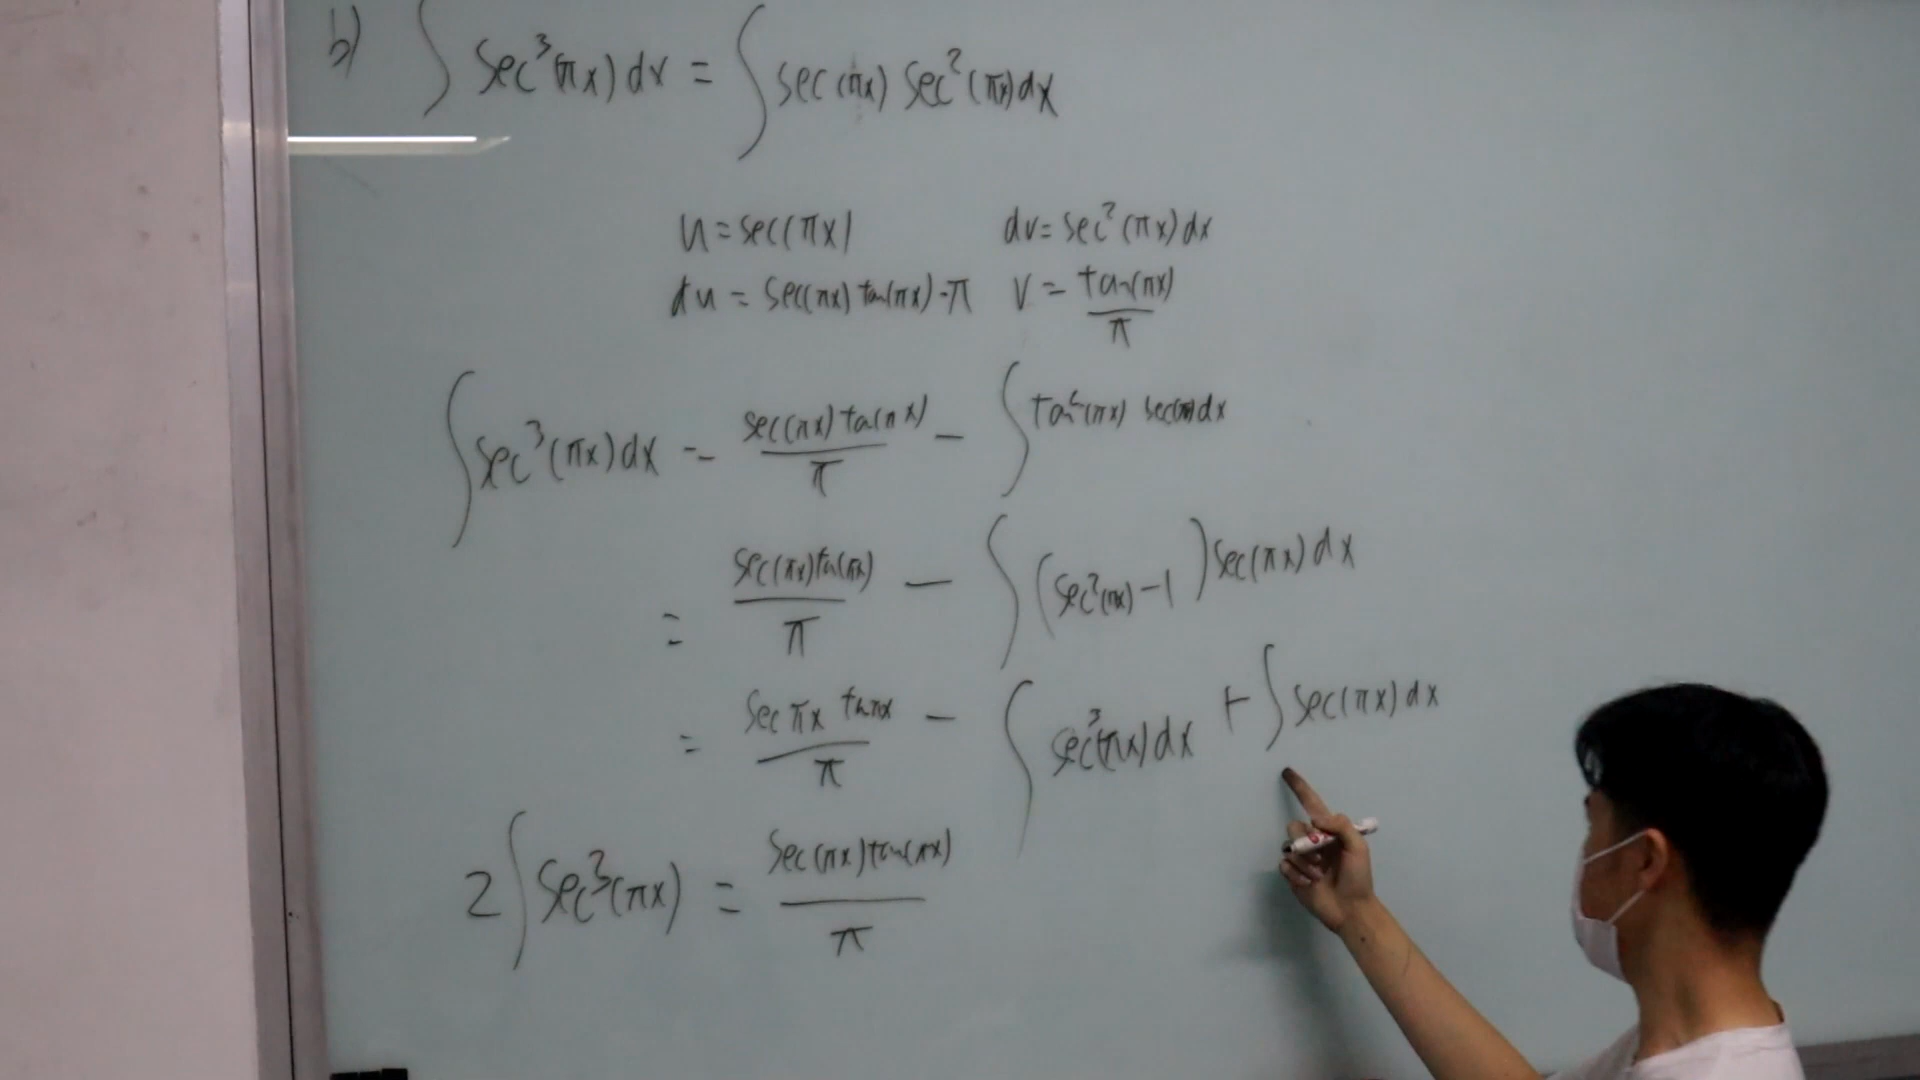 b) ∫ sec³(πx) dx = ∫ sec(πx) sec²(πx) dx
u = sec(πx) dv = sec²(πx) dx
du = sec(πx) tan(πx) · π v = tan(πx)/π
∫ sec³(πx) dx = sec(πx) tan(πx)/π − ∫ tan²(πx) sec(πx) dx
= sec(πx) tan(πx)/π − ∫ (sec²(πx) − 1) sec(πx) dx
= sec πx tan πx/π − ∫ sec³(πx) dx + ∫ sec(πx) dx
2 ∫ sec³(πx) = sec(πx) tan(πx)/π